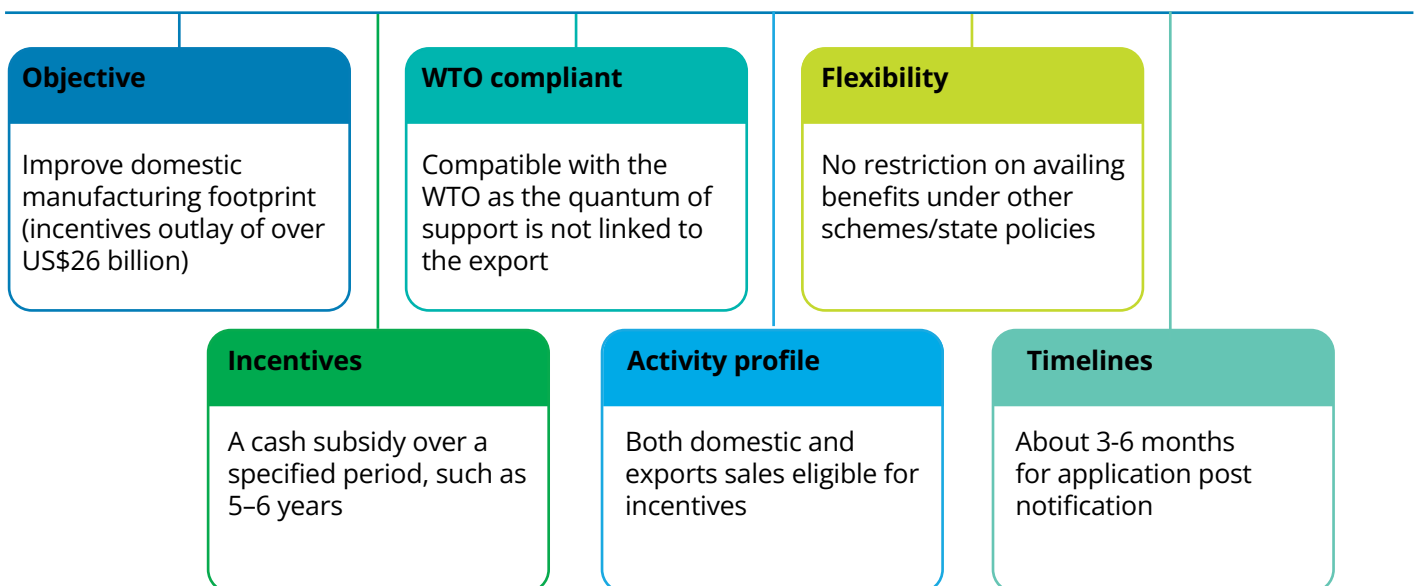 Objective
Improve domestic
manufacturing footprint
(incentives outlay of over
US$26 billion)
WTO compliant
Compatible with the
WTO as the quantum of
support is not linked to
the export
Flexibility
No restriction on availing
benefits under other
schemes/state policies
Incentives
A cash subsidy over a
specified period, such as
5–6 years
Activity profile
Both domestic and
exports sales eligible for
incentives
Timelines
About 3-6 months
for application post
notification